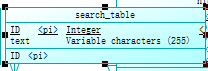 search_table
ID <pi> Integer <
text Variable characters (255)
ID <pi>